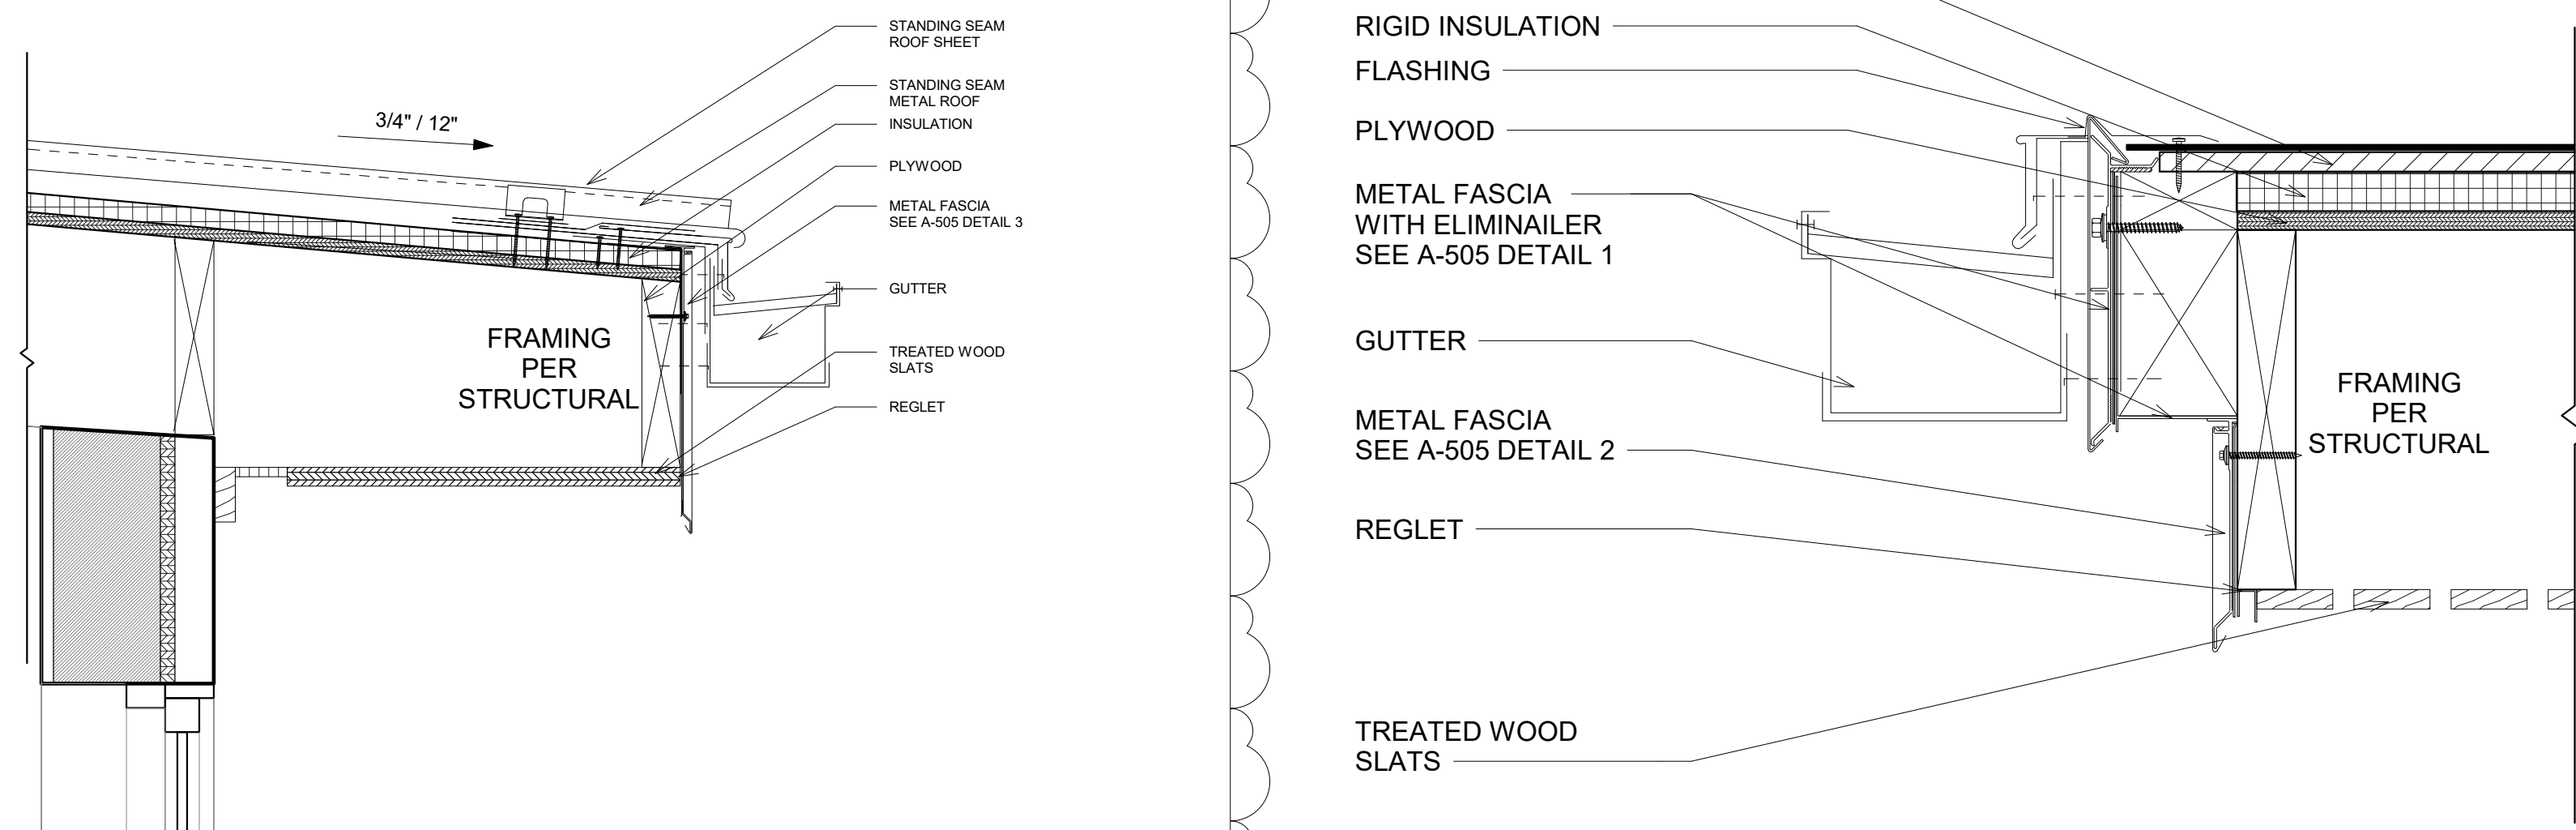 STANDING SEAM
ROOF SHEET
STANDING SEAM
METAL ROOF
INSULATION
PLYWOOD
METAL FASCIA
SEE A-505 DETAIL 3
GUTTER
TREATED WOOD
SLATS
REGLET
3/4" / 12"
FRAMING
PER
STRUCTURAL
RIGID INSULATION
FLASHING
PLYWOOD
METAL FASCIA
WITH ELIMINAILER
SEE A-505 DETAIL 1
GUTTER
METAL FASCIA
SEE A-505 DETAIL 2
REGLET
TREATED WOOD
SLATS
FRAMING
PER
STRUCTURAL